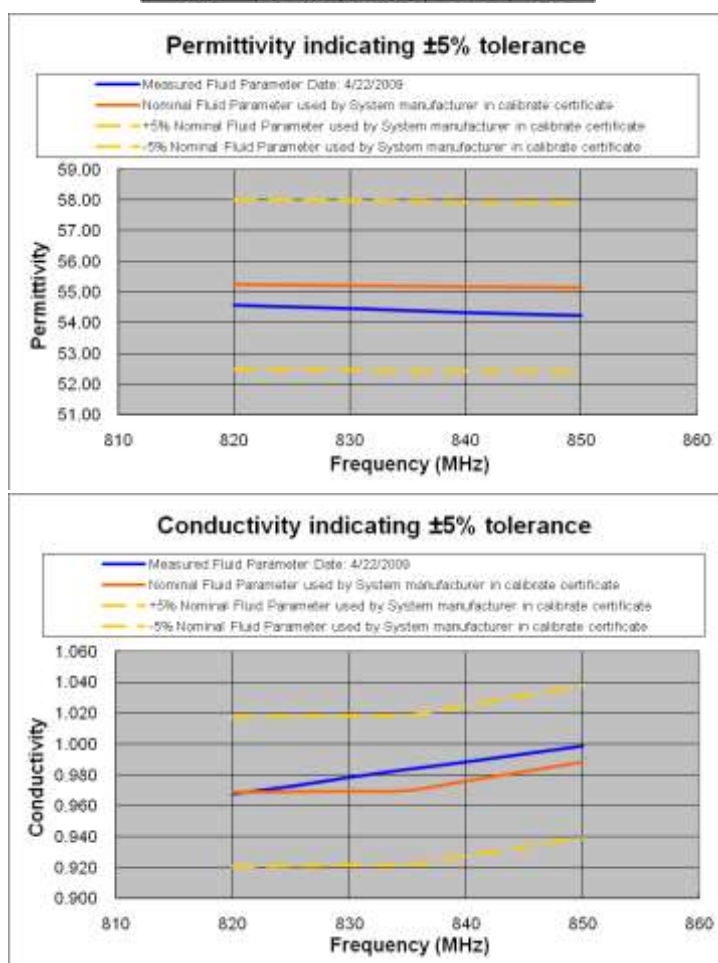 Permittivity indicating ±5% tolerance
Measured Fluid Parameter Date: 4/22/2009
Nominal Fluid Parameter used by System manufacturer in calibrate certificate
+5% Nominal Fluid Parameter used by System manufacturer in calibrate certificate
-5% Nominal Fluid Parameter used by System manufacturer in calibrate certificate
59.00
58.00
57.00
56.00
55.00
54.00
53.00
52.00
51.00
Permittivity
810 820 830 840 850 860
Frequency (MHz)
Conductivity indicating ±5% tolerance
Measured Fluid Parameter Date: 4/22/2009
Nominal Fluid Parameter used by System manufacturer in calibrate certificate
+5% Nominal Fluid Parameter used by System manufacturer in calibrate certificate
-5% Nominal Fluid Parameter used by System manufacturer in calibrate certificate
1.060
1.040
1.020
1.000
0.980
0.960
0.940
0.920
0.900
Conductivity
810 820 830 840 850 860
Frequency (MHz)